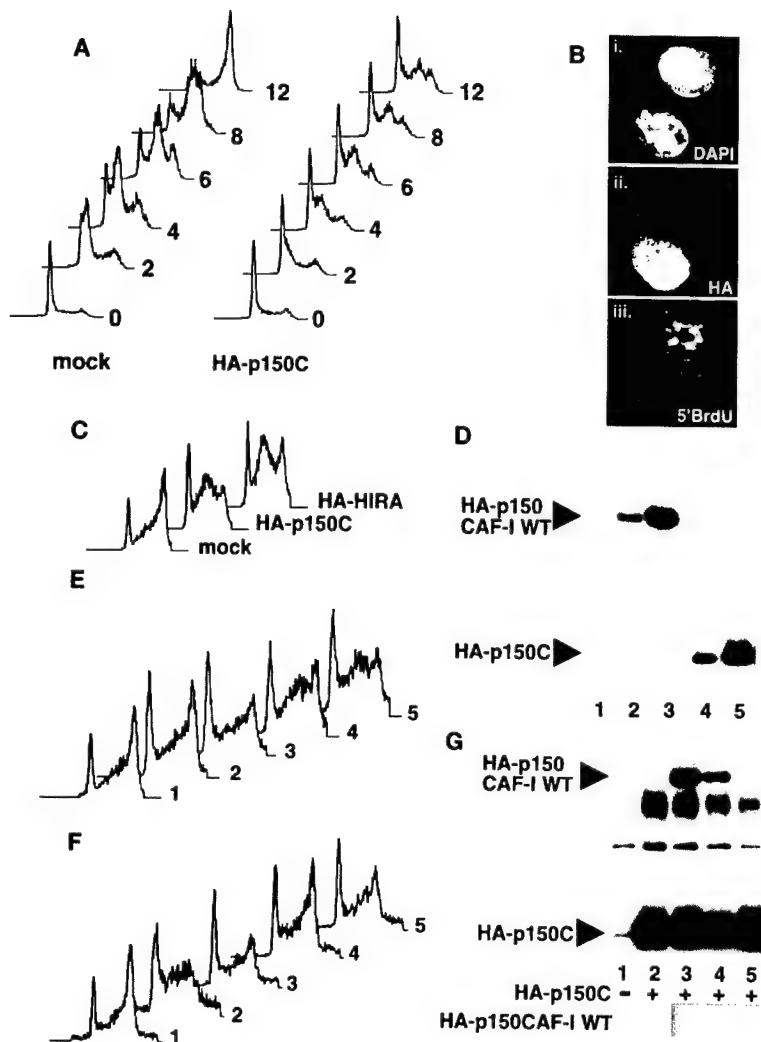 A
12
8
6
4
2
0
mock
12
8
6
4
2
0
HA-p150C
B
i.
DAPI
ii.
HA
iii.
5'BrdU
C
HA-HIRA
HA-p150C
mock
D
HA-p150
CAF-I WT
HA-p150C
1 2 3 4 5
E
5
4
3
2
1
F
5
4
3
2
1
G
HA-p150
CAF-I WT
HA-p150C
1 2 3 4 5
HA-p150C - + + + +
HA-p150CAF-I WT